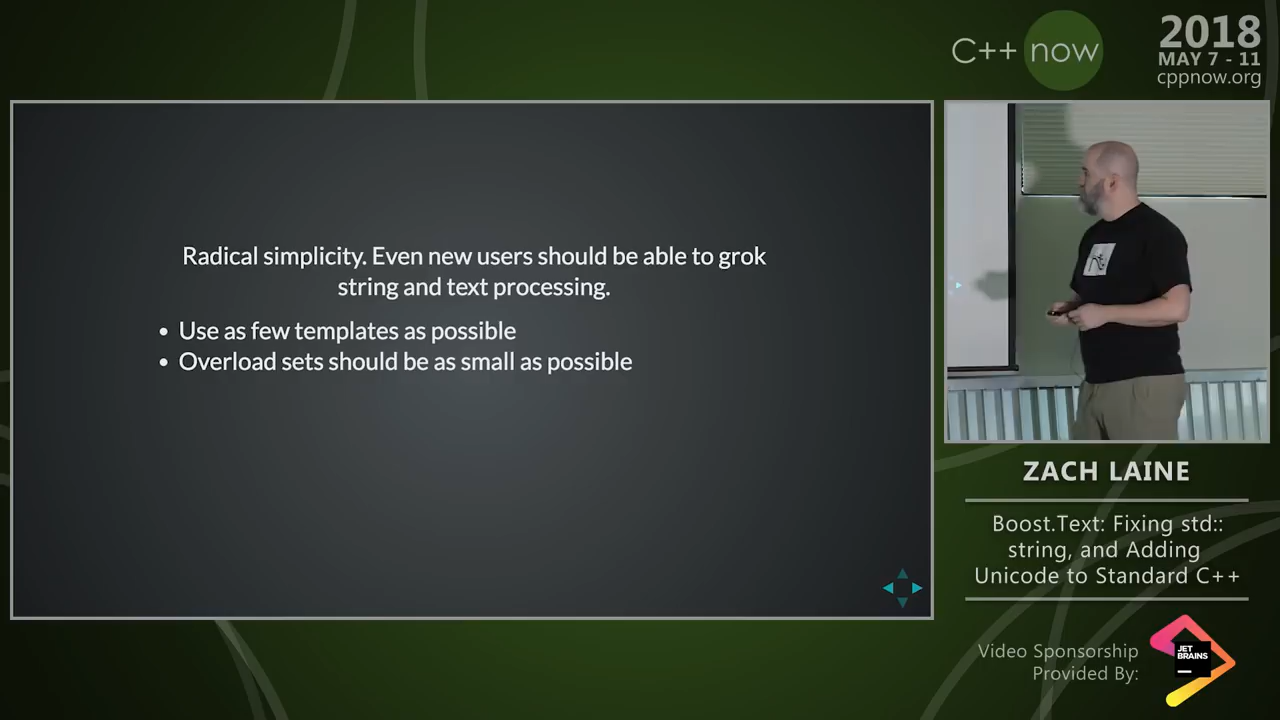 C++ now
2018
MAY 7 - 11
cppnow.org
Radical simplicity. Even new users should be able to grok
string and text processing.
• Use as few templates as possible
• Overload sets should be as small as possible
ZACH LAINE
Boost.Text: Fixing std::
string, and Adding
Unicode to Standard C++
Video Sponsorship
Provided By:
JET
BRAINS